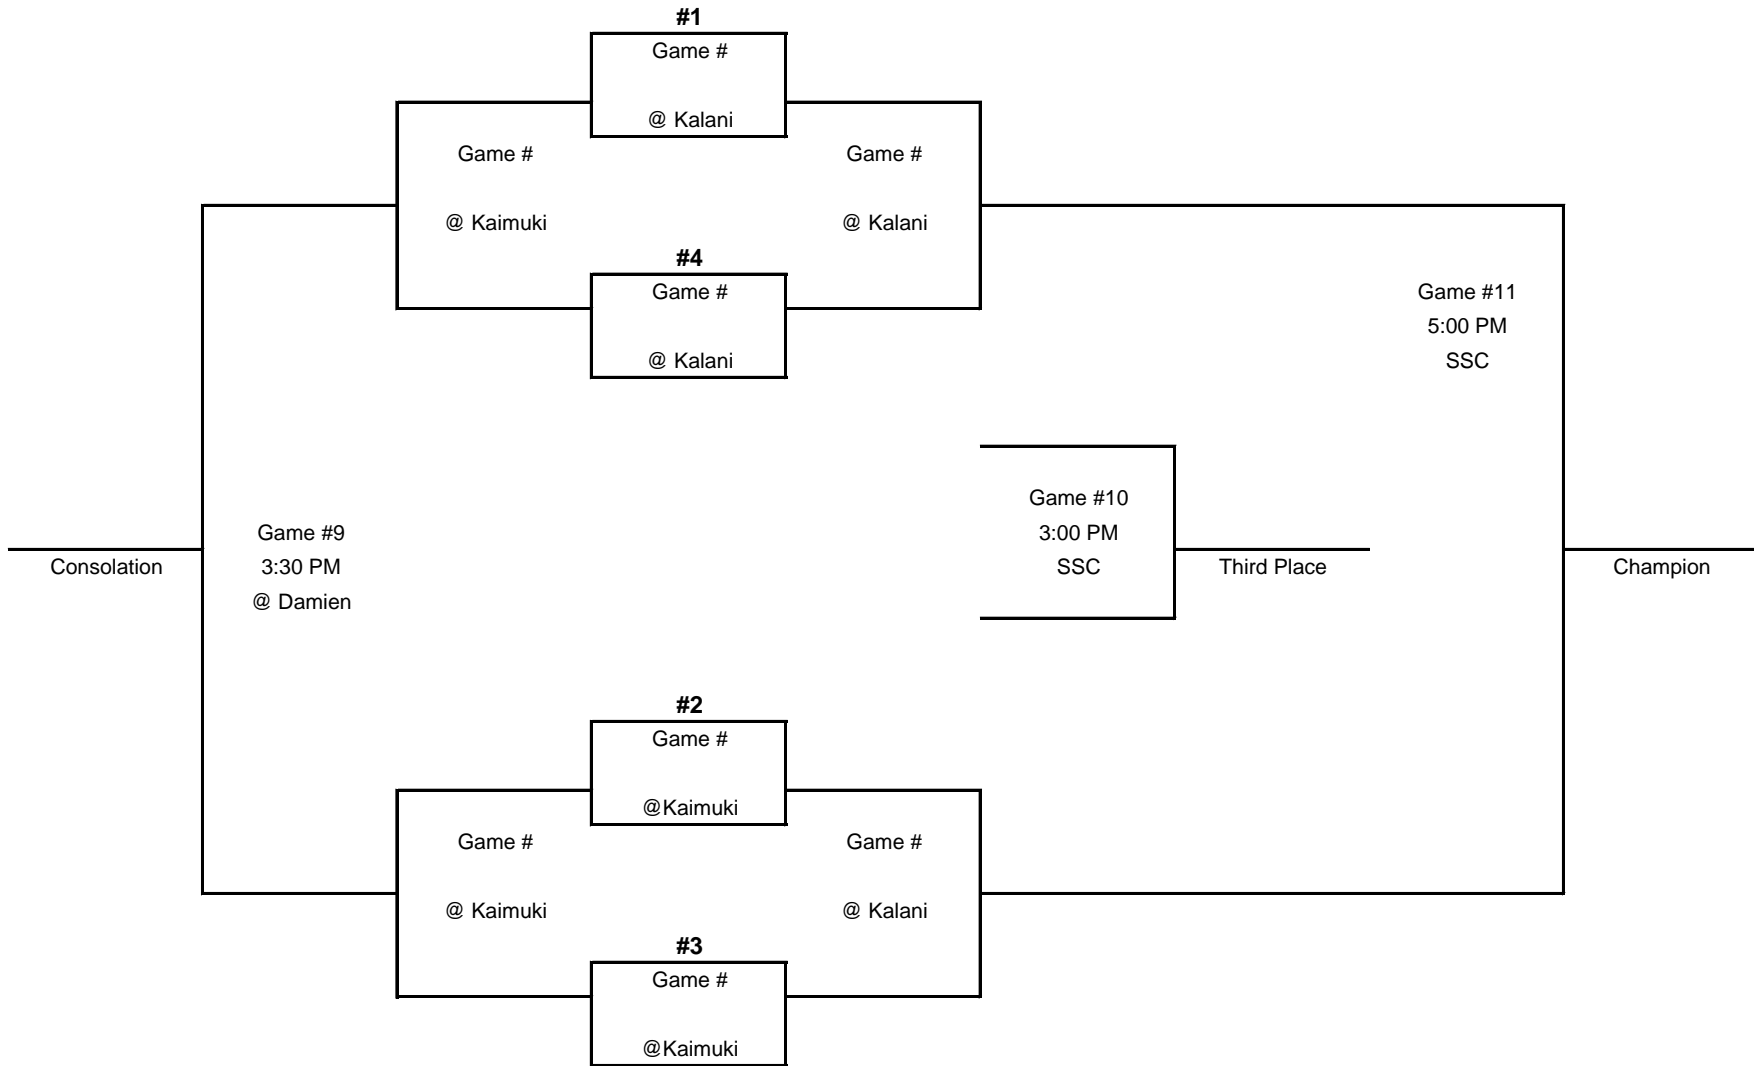 #1
Game #
@ Kalani
Game #
Game #
@ Kaimuki
@ Kalani
#4
Game #
@ Kalani
Game #11
5:00 PM
SSC
Game #10
3:00 PM
SSC
Third Place
Game #9
3:30 PM
@ Damien
Consolation
Champion
#2
Game #
@Kaimuki
Game #
Game #
@ Kaimuki
@ Kalani
#3
Game #
@Kaimuki